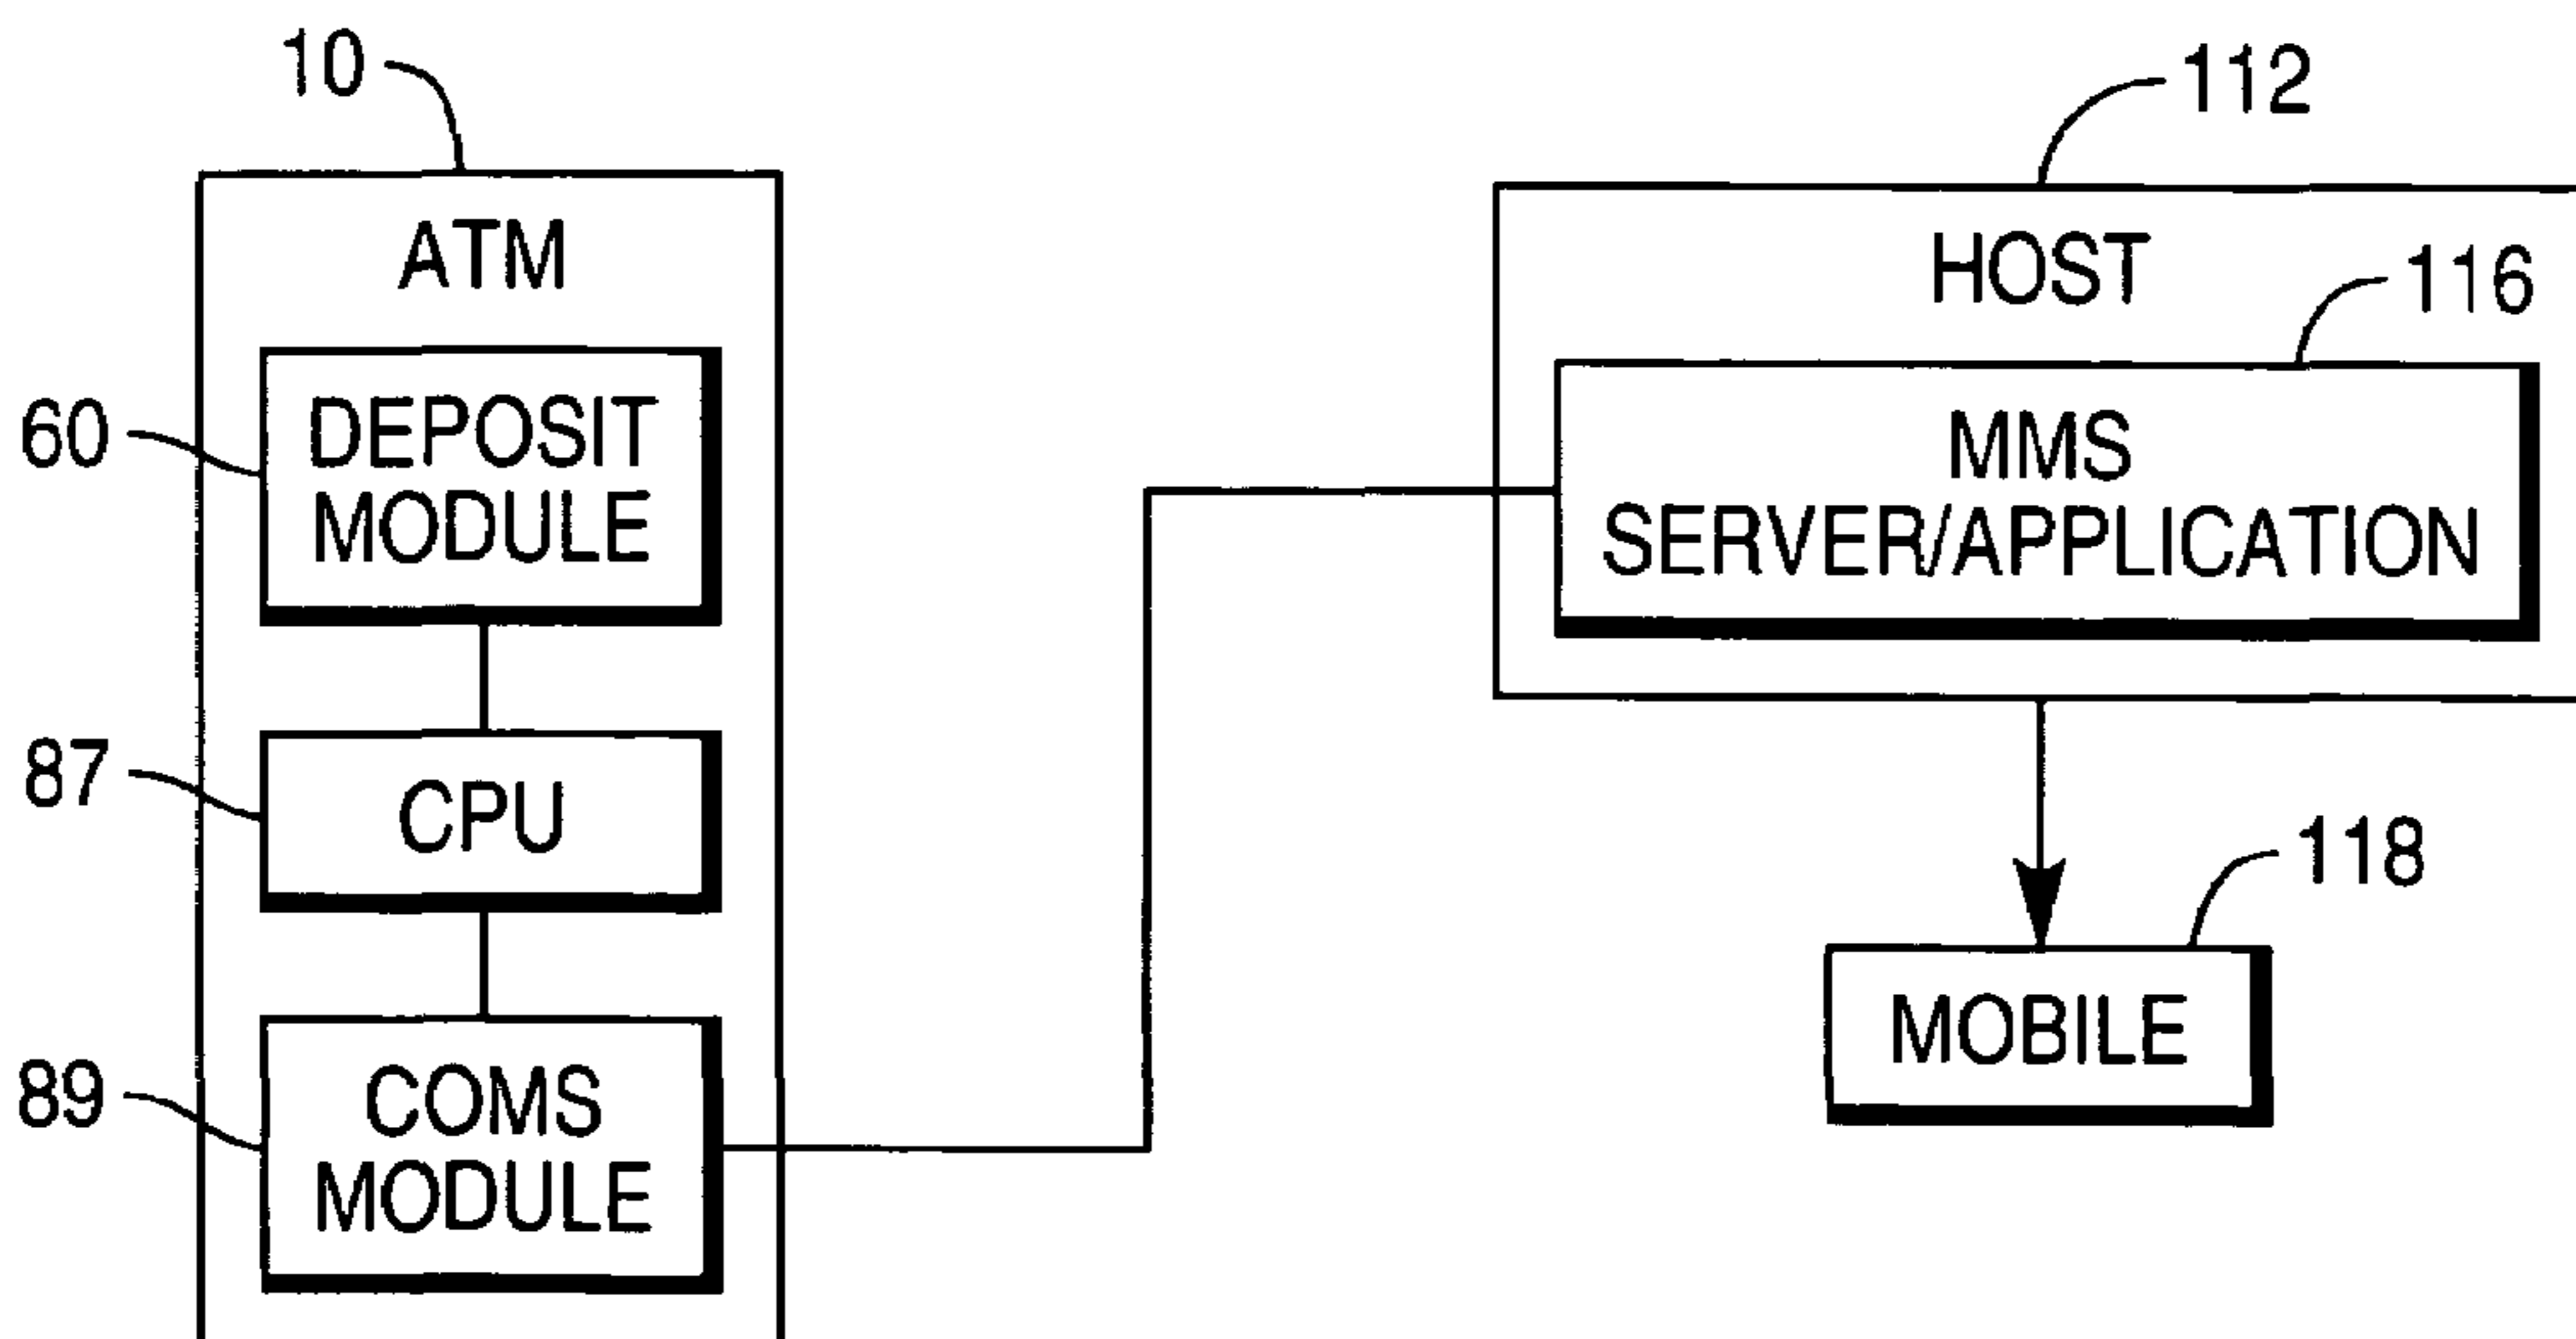 10
ATM
60
DEPOSIT
MODULE
87
CPU
89
COMS
MODULE
112
HOST
116
MMS
SERVER/APPLICATION
118
MOBILE